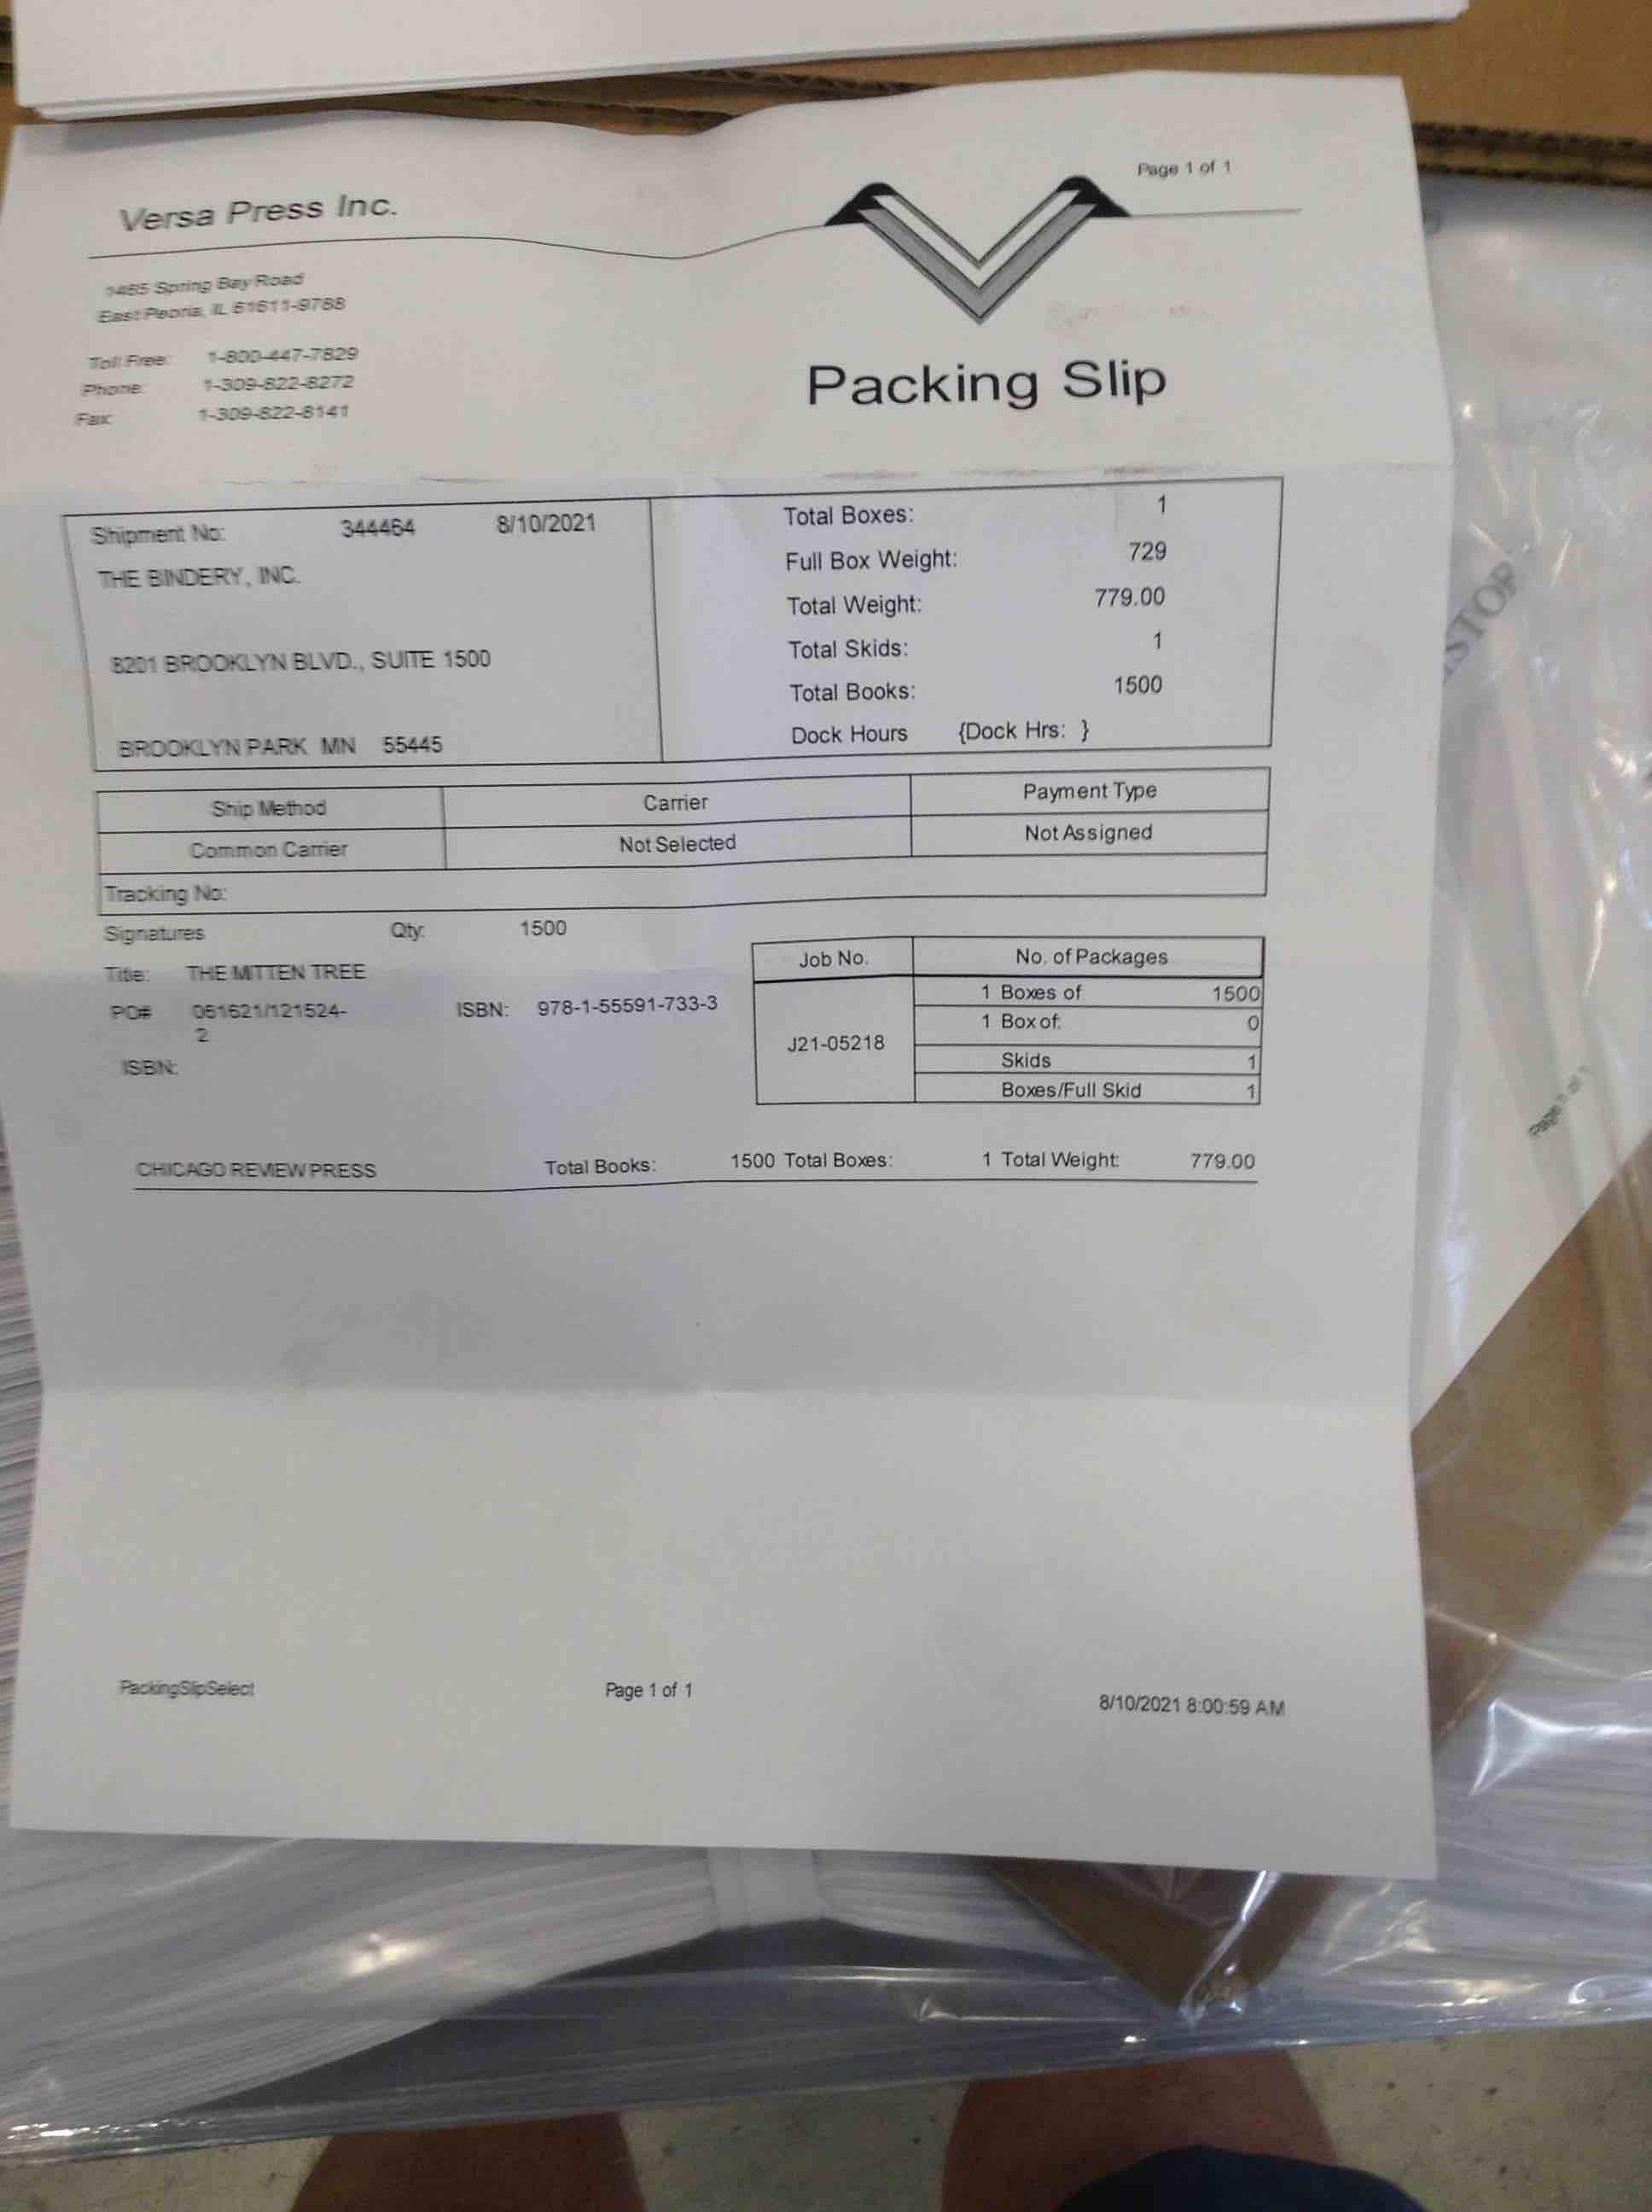 Page 1 of 1
Versa Press Inc.
1465 Spring Bay Road
East Peoria, IL 61611-9788
Toll Free: 1-800-447-7829
Phone: 1-309-822-8272
Fax: 1-309-822-8141
Packing Slip
Shipment No: 344464 8/10/2021
THE BINDERY, INC.
8201 BROOKLYN BLVD., SUITE 1500
BROOKLYN PARK MN 55445
Total Boxes: 1
Full Box Weight: 729
Total Weight: 779.00
Total Skids: 1
Total Books: 1500
Dock Hours {Dock Hrs: }
Ship Method Carrier Payment Type
Common Carrier Not Selected Not Assigned
Tracking No:
Signatures Qty: 1500
Title: THE MITTEN TREE
PO# 061621/121524-
2
ISBN: 978-1-55591-733-3
ISBN:
Job No. No. of Packages
J21-05218
1 Boxes of 1500
1 Box of: 0
Skids 1
Boxes/Full Skid 1
CHICAGO REVIEW PRESS Total Books: 1500 Total Boxes: 1 Total Weight: 779.00
PackingSlipSelect Page 1 of 1 8/10/2021 8:00:59 AM
Page 1 of 1